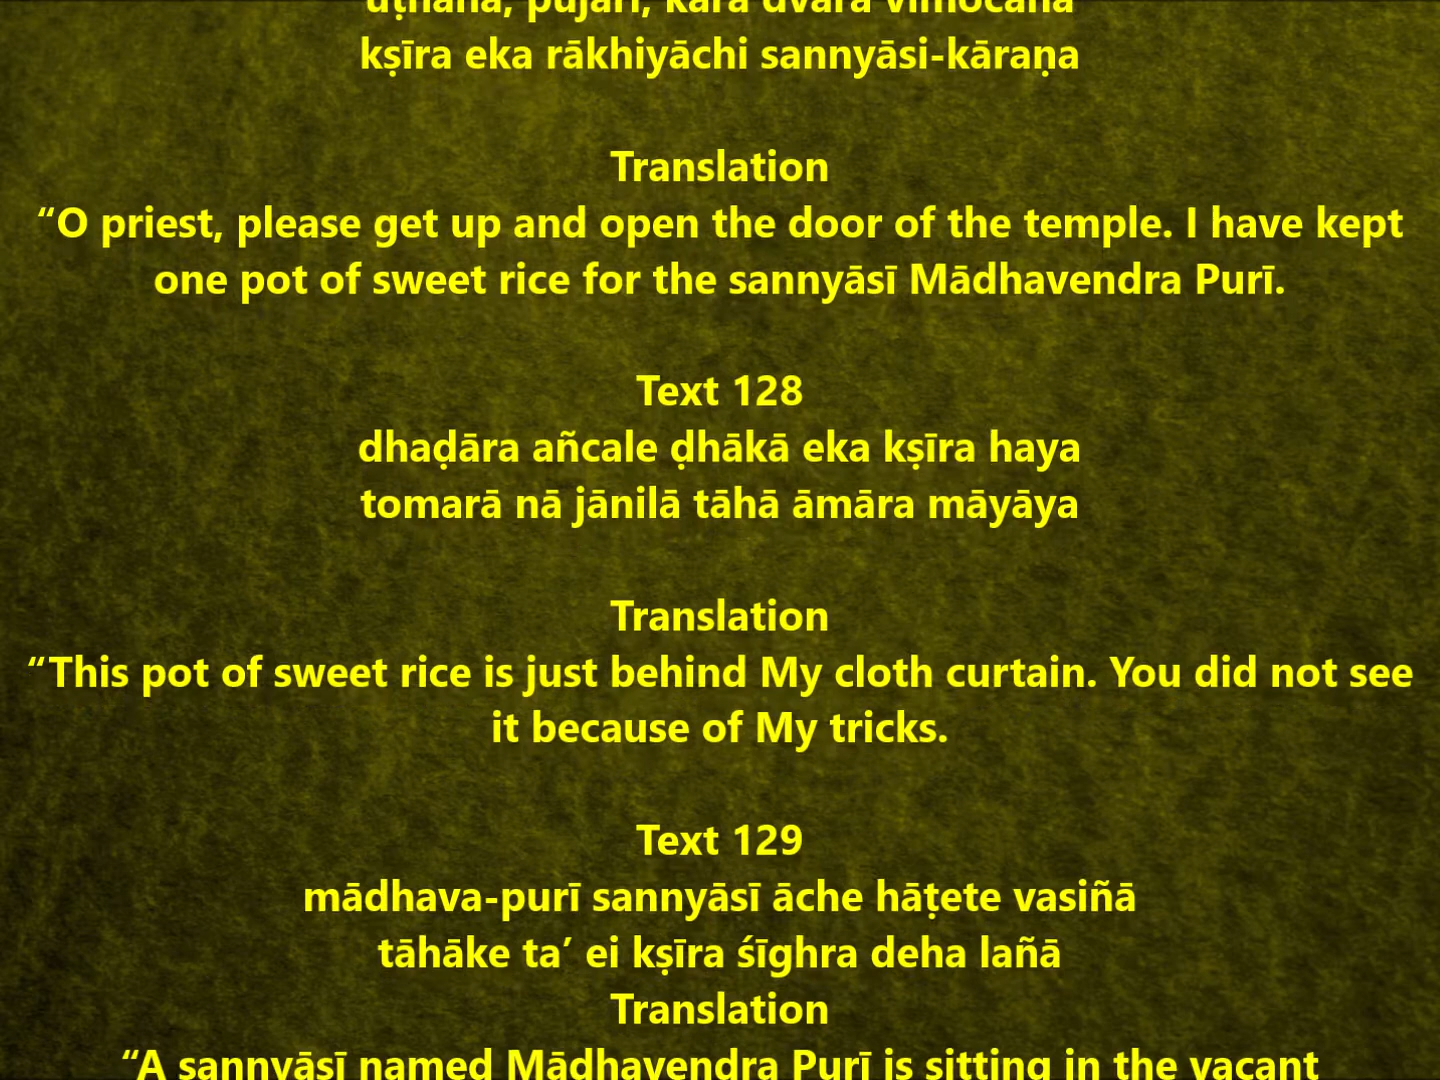 uṭhaha, pūjārī, kara dvāra vimocana
kṣīra eka rākhiyāchi sannyāsi-kāraṇa
Translation
“O priest, please get up and open the door of the temple. I have kept
one pot of sweet rice for the sannyāsī Mādhavendra Purī.
Text 128
dhaḍāra añcale ḍhākā eka kṣīra haya
tomarā nā jānilā tāhā āmāra māyāya
Translation
“This pot of sweet rice is just behind My cloth curtain. You did not see
it because of My tricks.
Text 129
mādhava-purī sannyāsī āche hāṭete vasiñā
tāhāke ta’ ei kṣīra śīghra deha lañā
Translation
“A sannyāsī named Mādhavendra Purī is sitting in the vacant